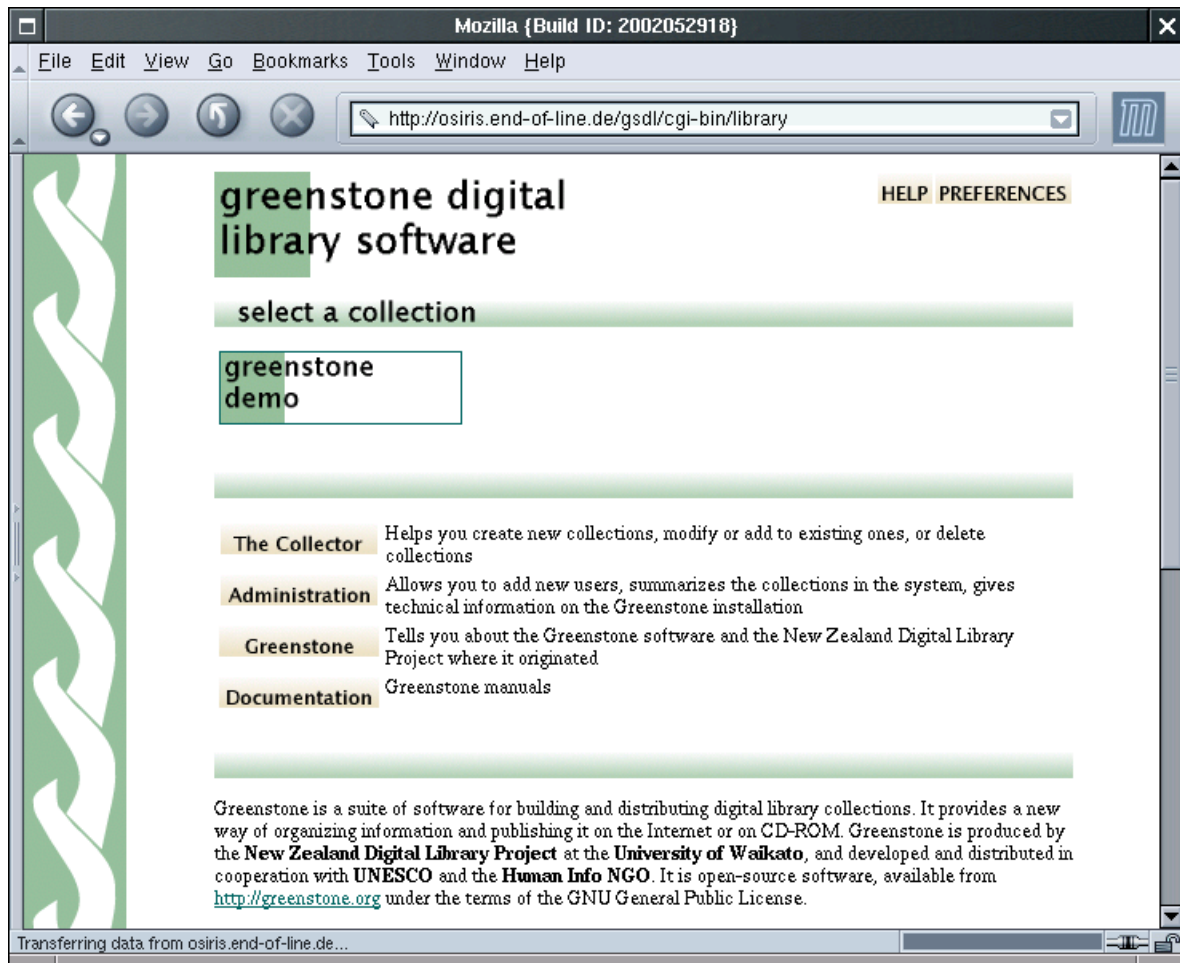 Mozilla {Build ID: 2002052918}
File Edit View Go Bookmarks Tools Window Help
http://osiris.end-of-line.de/gsdl/cgi-bin/library
greenstone digital
library software
HELP PREFERENCES
select a collection
greenstone
demo
The Collector
Helps you create new collections, modify or add to existing ones, or delete
collections
Administration
Allows you to add new users, summarizes the collections in the system, gives
technical information on the Greenstone installation
Greenstone
Tells you about the Greenstone software and the New Zealand Digital Library
Project where it originated
Documentation
Greenstone manuals
Greenstone is a suite of software for building and distributing digital library collections. It provides a new
way of organizing information and publishing it on the Internet or on CD-ROM. Greenstone is produced by
the New Zealand Digital Library Project at the University of Waikato, and developed and distributed in
cooperation with UNESCO and the Human Info NGO. It is open-source software, available from
http://greenstone.org under the terms of the GNU General Public License.
Transferring data from osiris.end-of-line.de...